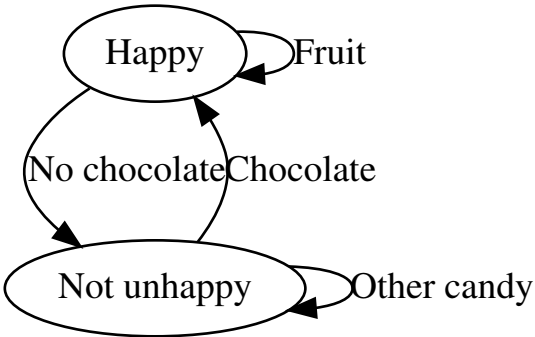 Happy
Fruit
No chocolate
Chocolate
Not unhappy
Other candy